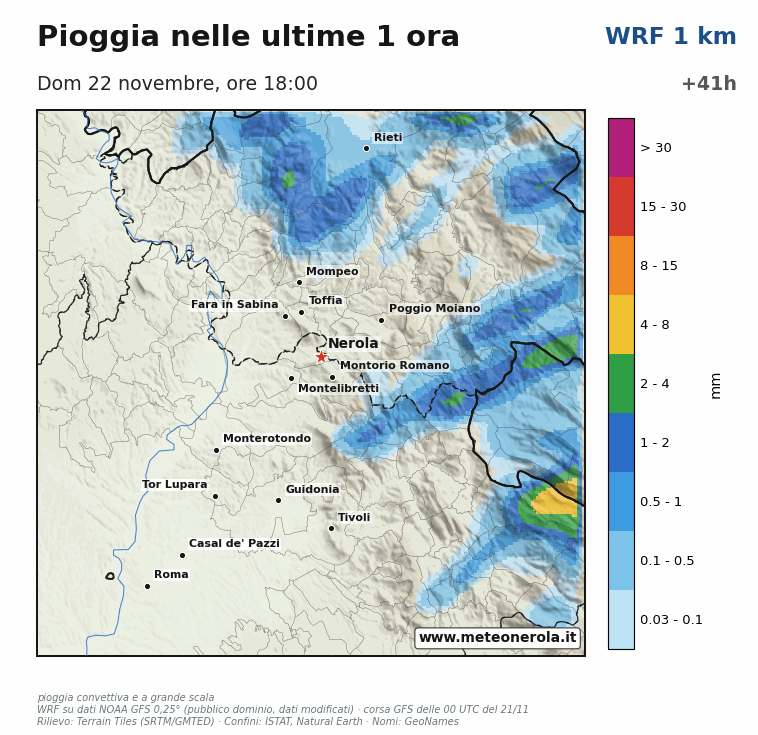 Pioggia nelle ultime 1 ora
WRF 1 km
Dom 22 novembre, ore 18:00
+41h
Rieti
Mompeo
Toffia
Fara in Sabina
Poggio Moiano
Nerola
Montorio Romano
Montelibretti
Monterotondo
Tor Lupara
Guidonia
Tivoli
Casal de' Pazzi
Roma
www.meteonerola.it
> 30
15 - 30
8 - 15
4 - 8
2 - 4
1 - 2
0.5 - 1
0.1 - 0.5
0.03 - 0.1
mm
pioggia convettiva e a grande scala
WRF su dati NOAA GFS 0,25° (pubblico dominio, dati modificati) · corsa GFS delle 00 UTC del 21/11
Rilievo: Terrain Tiles (SRTM/GMTED) · Confini: ISTAT, Natural Earth · Nomi: GeoNames